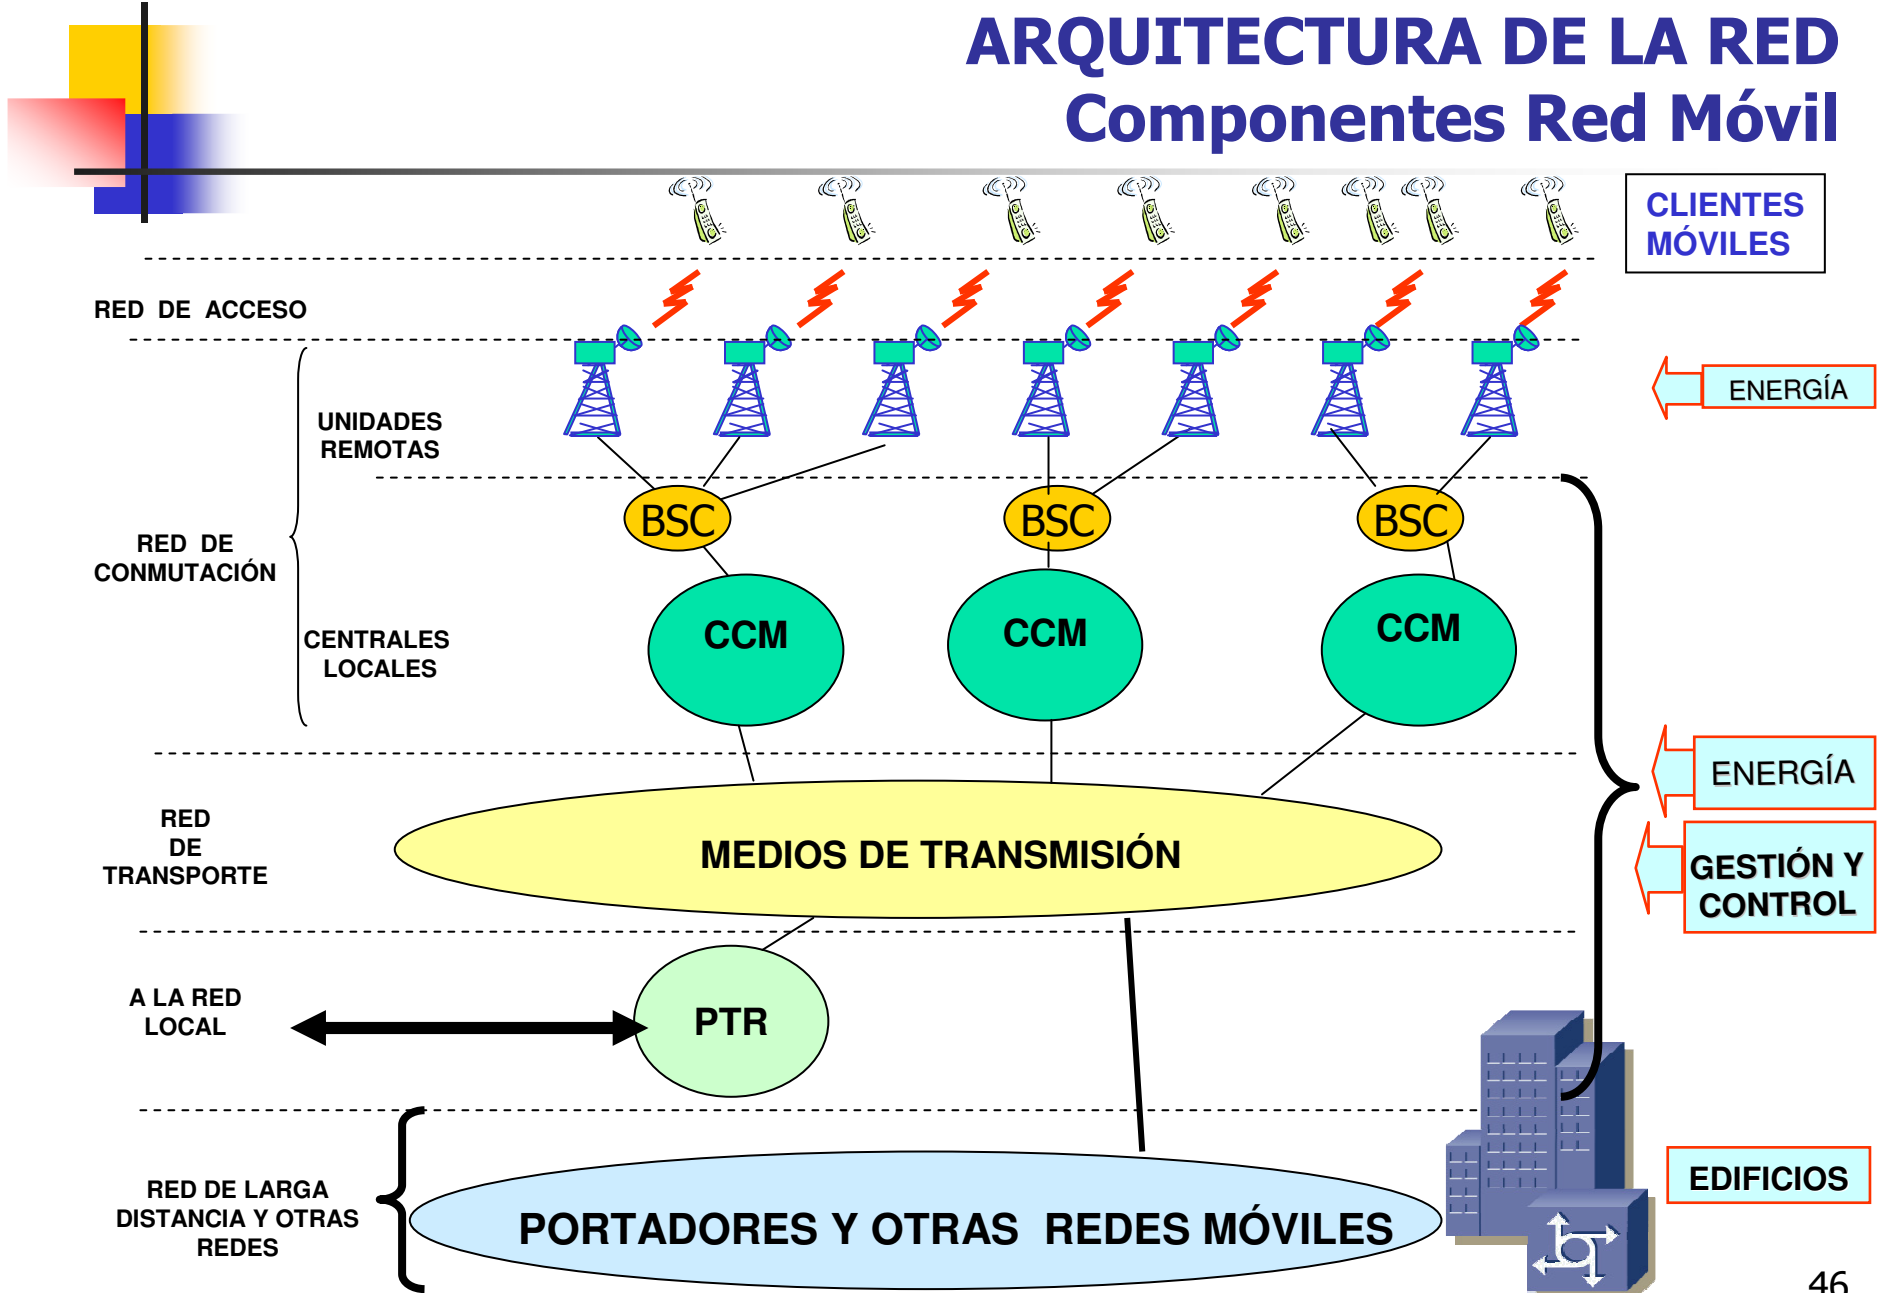 ARQUITECTURA DE LA RED
Componentes Red Móvil
CLIENTES
MÓVILES
RED DE ACCESO
ENERGÍA
UNIDADES
REMOTAS
BSC
BSC
BSC
RED DE
CONMUTACIÓN
CCM
CCM
CCM
CENTRALES
LOCALES
ENERGÍA
RED
DE
TRANSPORTE
MEDIOS DE TRANSMISIÓN
GESTIÓN Y
CONTROL
A LA RED
LOCAL
PTR
EDIFICIOS
RED DE LARGA
DISTANCIA Y OTRAS
REDES
PORTADORES Y OTRAS REDES MÓVILES
46